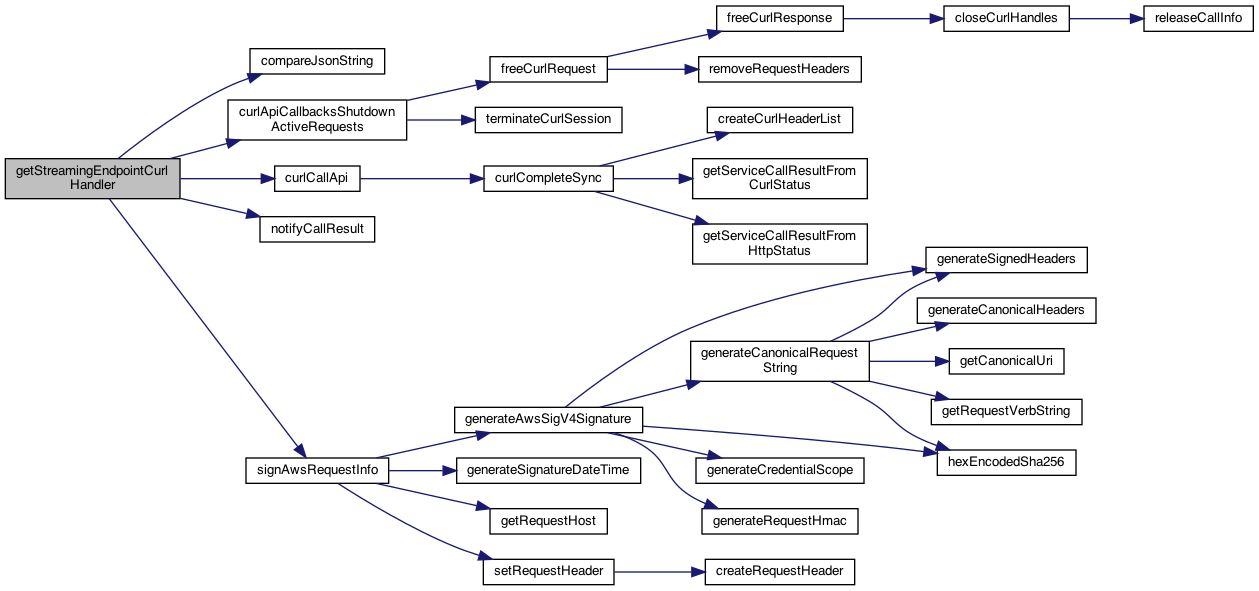 getStreamingEndpointCurl
Handler
compareJsonString
curlApiCallbacksShutdown
ActiveRequests
curlCallApi
notifyCallResult
signAwsRequestInfo
freeCurlRequest
terminateCurlSession
curlCompleteSync
generateAwsSigV4Signature
generateSignatureDateTime
getRequestHost
setRequestHeader
freeCurlResponse
removeRequestHeaders
createCurlHeaderList
getServiceCallResultFrom
CurlStatus
getServiceCallResultFrom
HttpStatus
generateCanonicalRequest
String
generateCredentialScope
generateRequestHmac
createRequestHeader
closeCurlHandles
generateSignedHeaders
generateCanonicalHeaders
getCanonicalUri
getRequestVerbString
hexEncodedSha256
releaseCallInfo